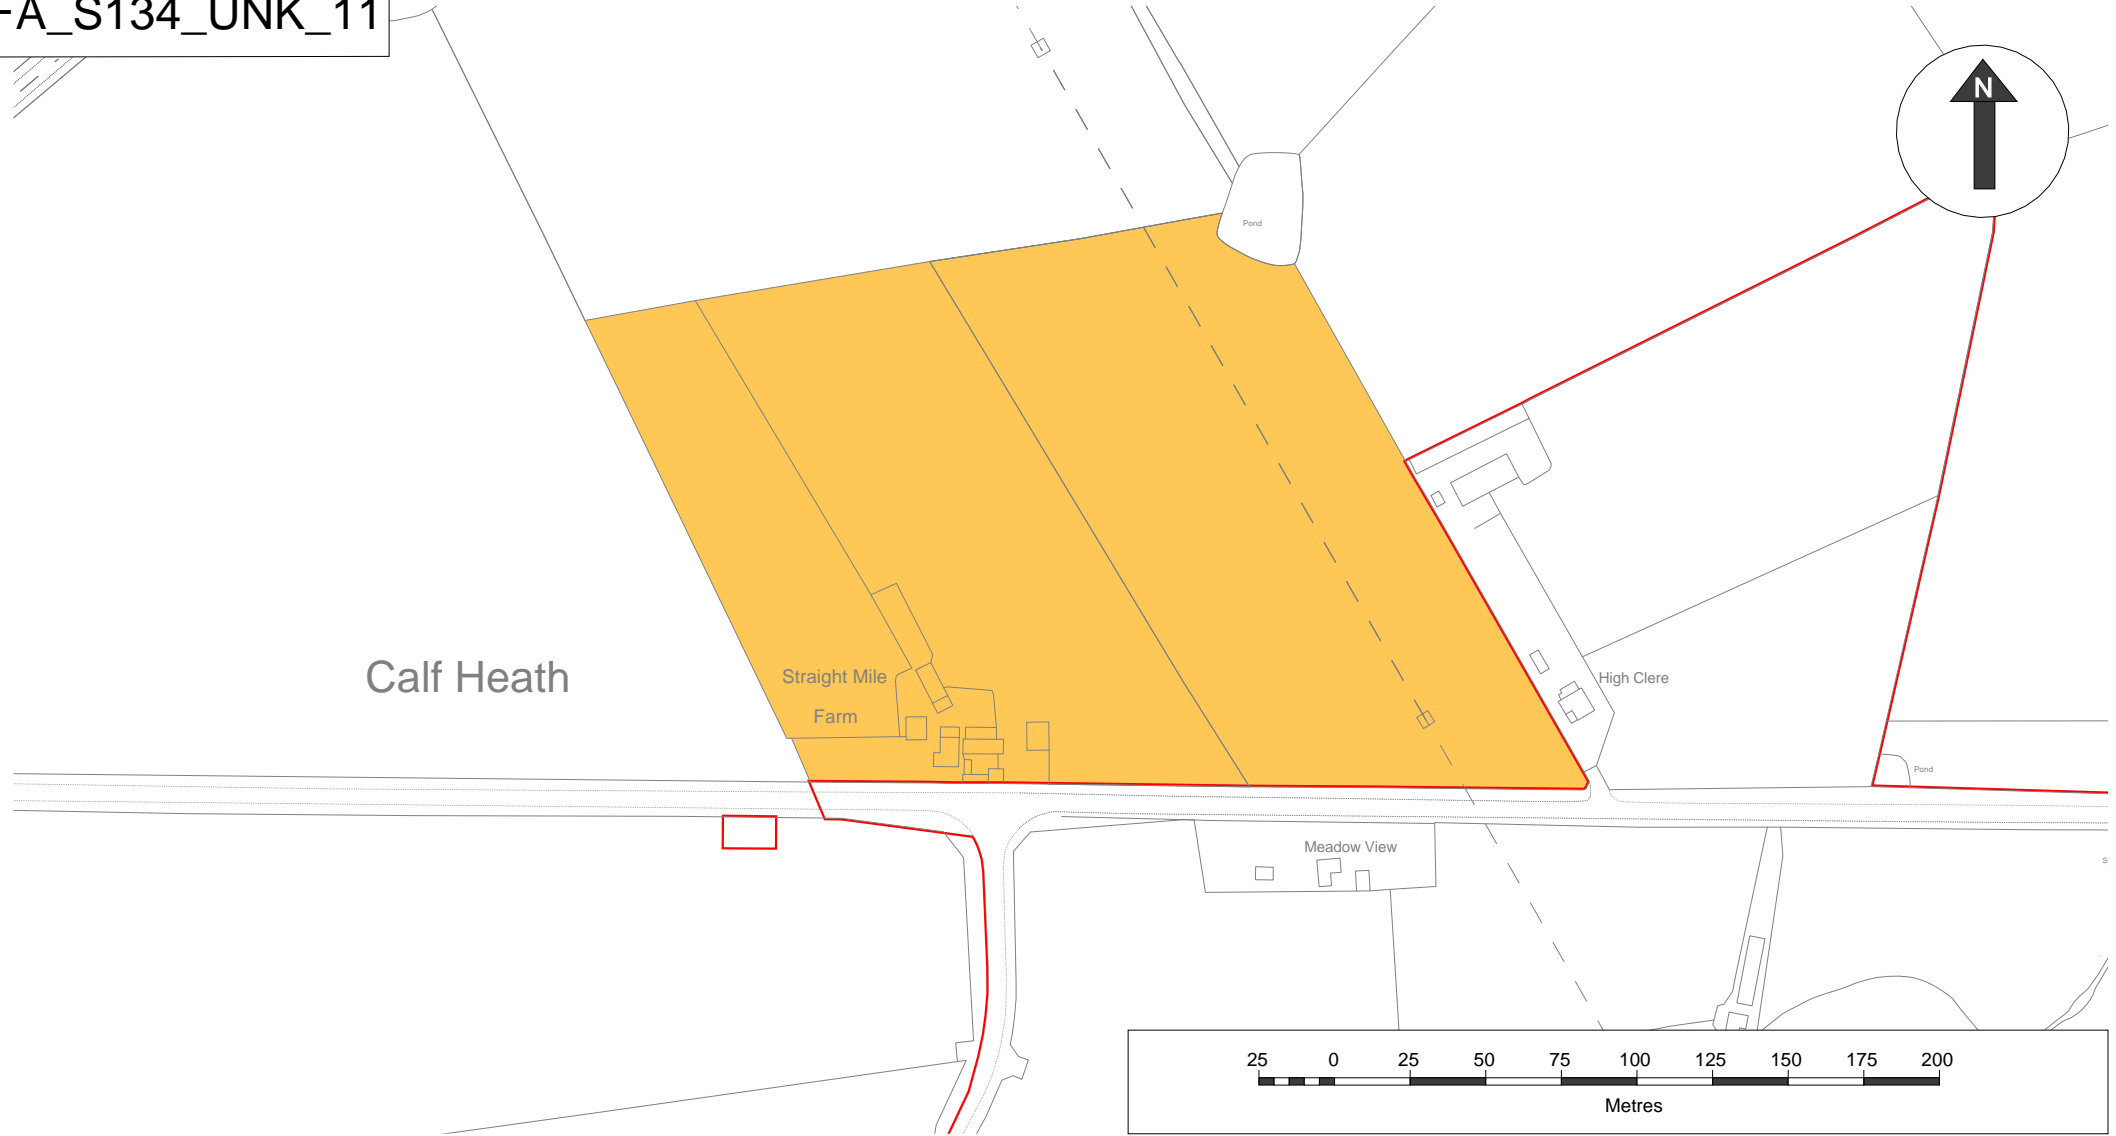 FA_S134_UNK_11
N
Pond
Calf Heath
Straight Mile
Farm
High Clere
Pond
Meadow View
25 0 25 50 75 100 125 150 175 200
Metres